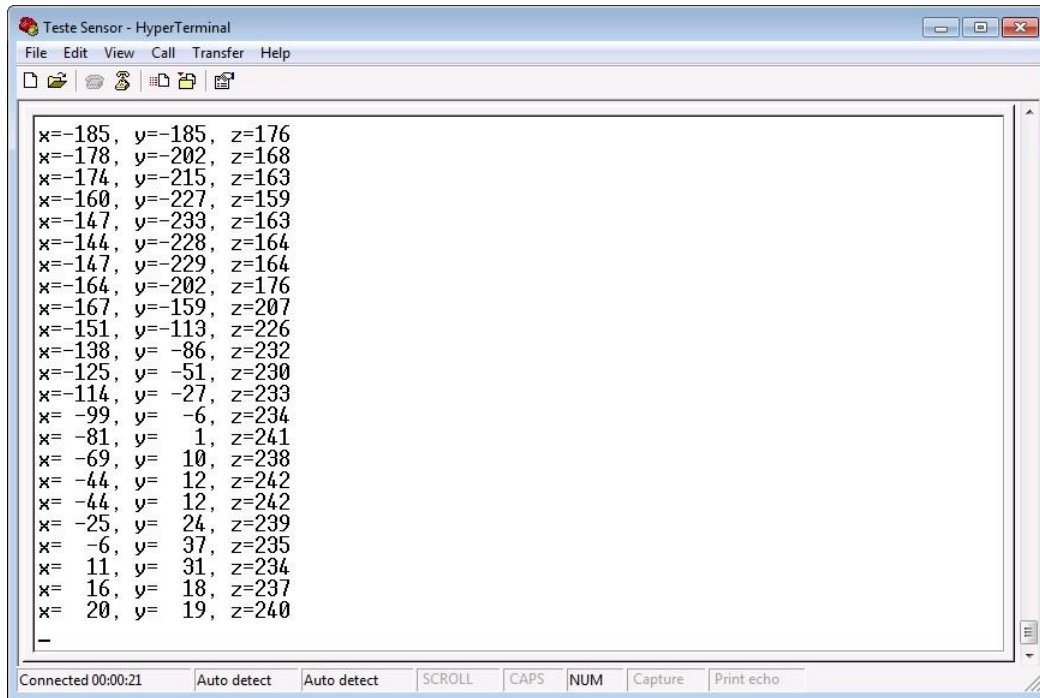 Teste Sensor - HyperTerminal
File Edit View Call Transfer Help
x=-185, y=-185, z=176
x=-178, y=-202, z=168
x=-174, y=-215, z=163
x=-160, y=-227, z=159
x=-147, y=-233, z=163
x=-144, y=-228, z=164
x=-147, y=-229, z=164
x=-164, y=-202, z=176
x=-167, y=-159, z=207
x=-151, y=-113, z=226
x=-138, y= -86, z=232
x=-125, y= -51, z=230
x=-114, y= -27, z=233
x= -99, y=  -6, z=234
x= -81, y=   1, z=241
x= -69, y=  10, z=238
x= -44, y=  12, z=242
x= -44, y=  12, z=242
x= -25, y=  24, z=239
x=  -6, y=  37, z=235
x=  11, y=  31, z=234
x=  16, y=  18, z=237
x=  20, y=  19, z=240
_
Connected 00:00:21 Auto detect Auto detect SCROLL CAPS NUM Capture Print echo